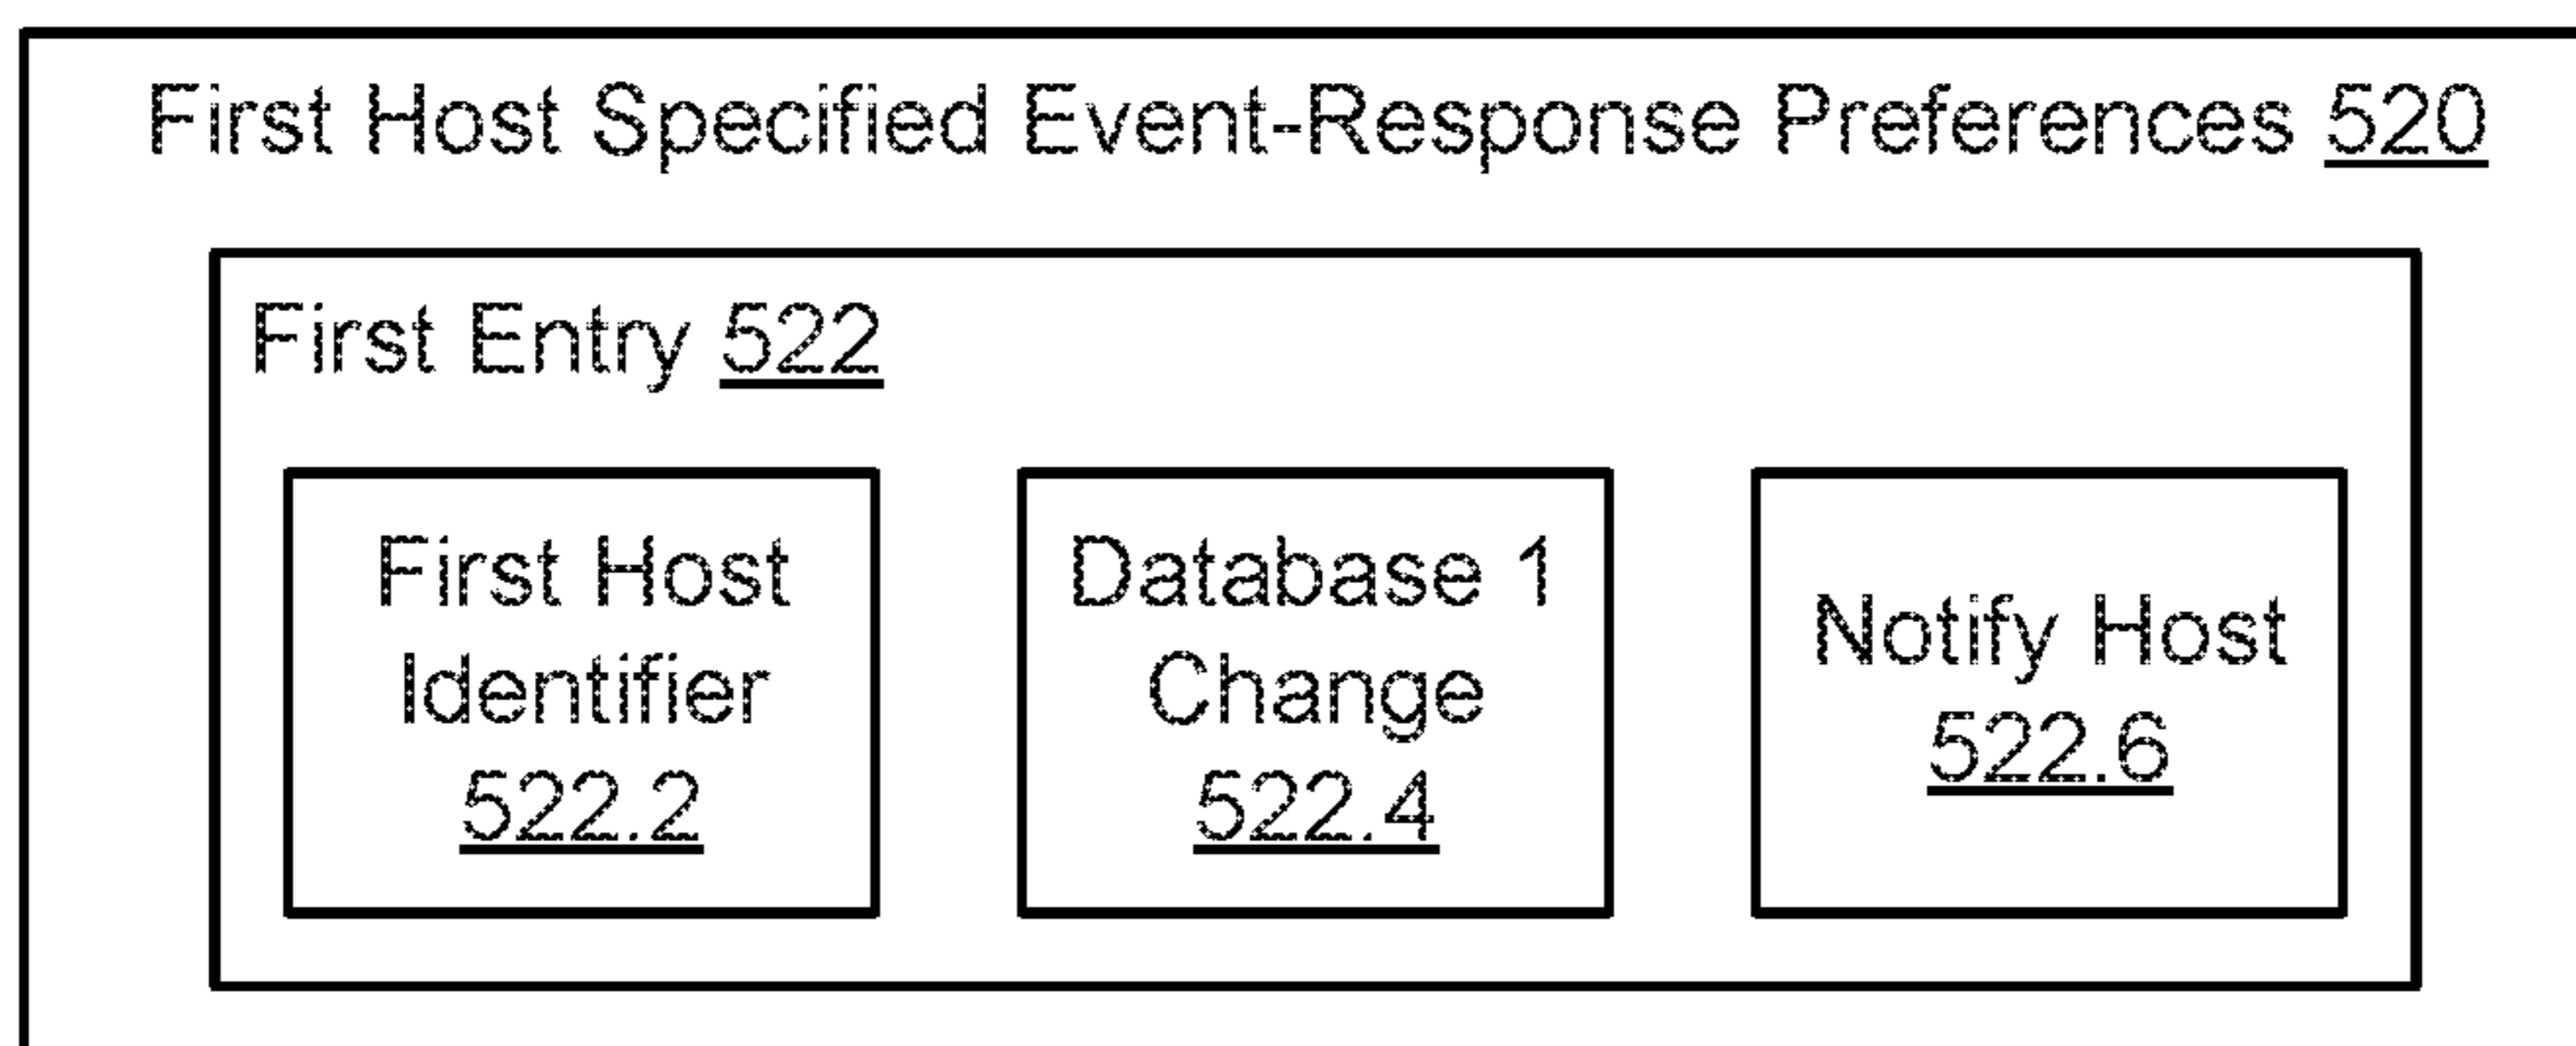 First Host Specified Event-Response Preferences 520
First Entry 522
First Host
Identifier
522.2
Database 1
Change
522.4
Notify Host
522.6